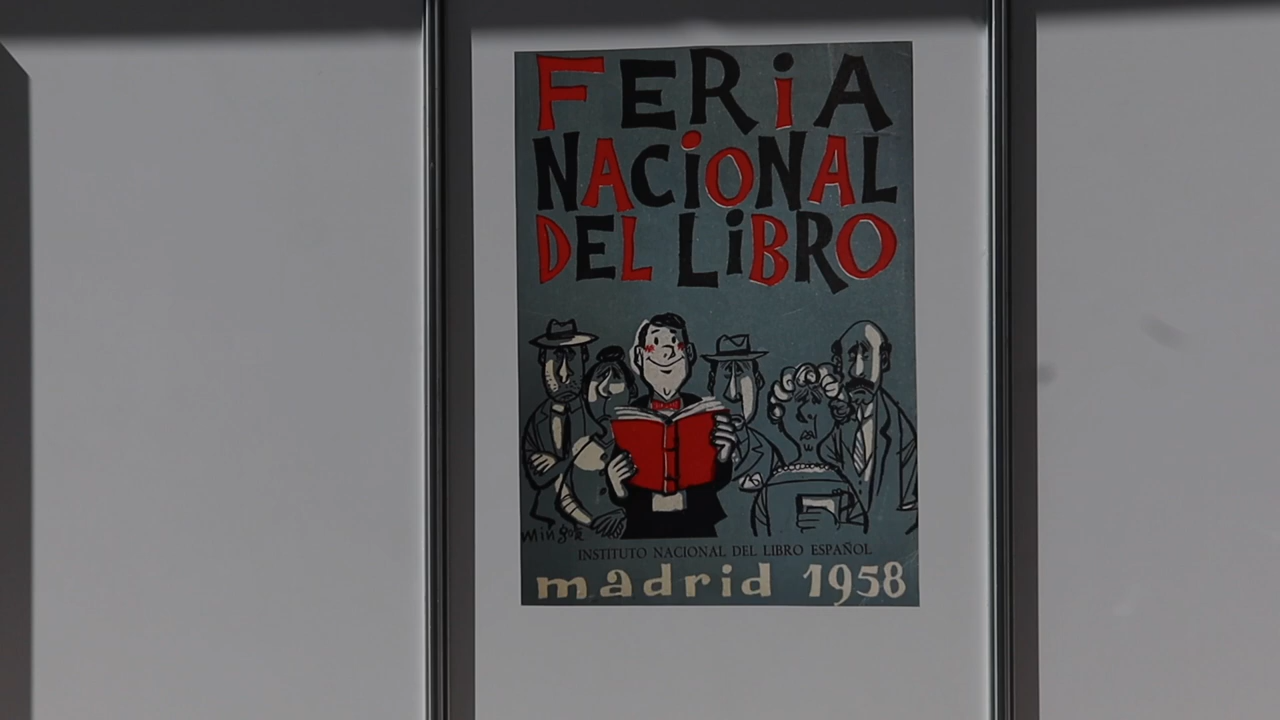 FERiA
NACiONAL
DEL LiBRO
Mingote
INSTITUTO NACIONAL DEL LIBRO ESPAÑOL
madrid 1958